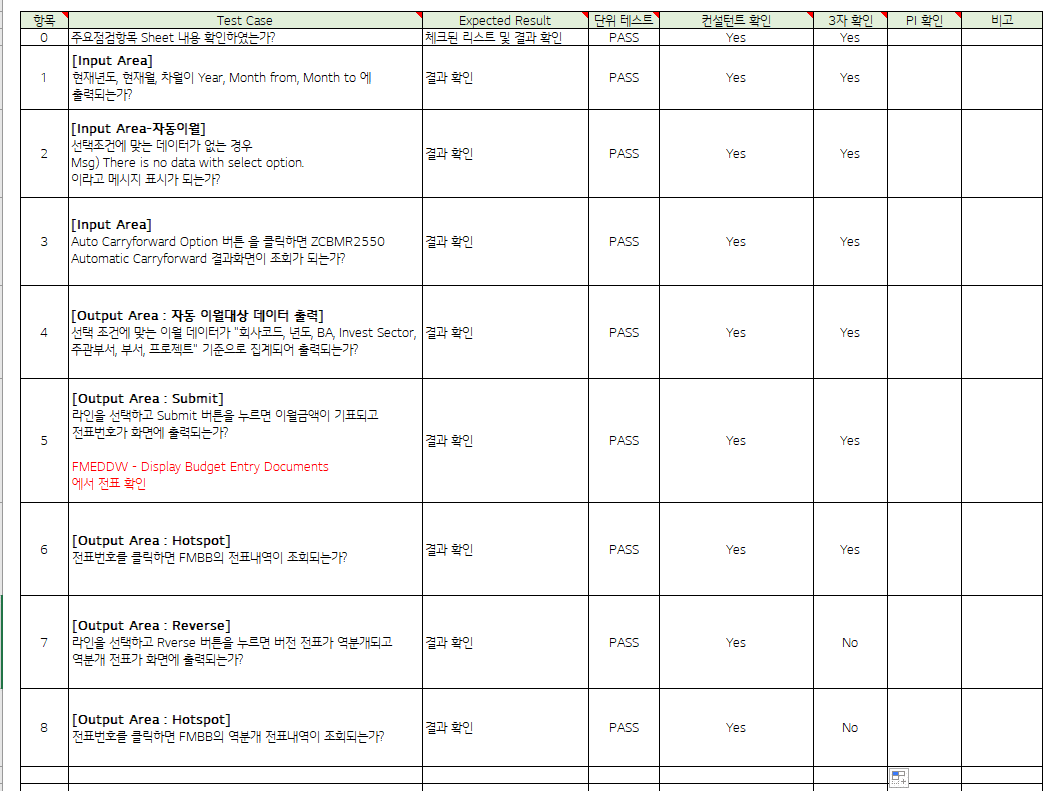 항목 Test Case Expected Result 단위 테스트 컨설턴트 확인 3자 확인 PI 확인 비고
0 주요점검항목 Sheet 내용 확인하였는가? 체크된 리스트 및 결과 확인 PASS Yes Yes
[Input Area]
1 현재년도, 현재월, 차월이 Year, Month from, Month to 에 결과 확인 PASS Yes Yes
출력되는가?
[Input Area-자동이월]
선택조건에 맞는 데이터가 없는 경우
2 결과 확인 PASS Yes Yes
Msg) There is no data with select option.
이라고 메시지 표시가 되는가?
[Input Area]
3 Auto Carryforward Option 버튼 을 클릭하면 ZCBMR2550 결과 확인 PASS Yes Yes
Automatic Carryforward 결과화면이 조회가 되는가?
[Output Area : 자동 이월대상 데이터 출력]
4 선택 조건에 맞는 이월 데이터가 "회사코드, 년도, BA, Invest Sector, 결과 확인 PASS Yes Yes
주관부서, 부서, 프로젝트" 기준으로 집계되어 출력되는가?
[Output Area : Submit]
라인을 선택하고 Submit 버튼을 누르면 이월금액이 기표되고
전표번호가 화면에 출력되는가?
5 결과 확인 PASS Yes Yes
FMEDDW - Display Budget Entry Documents
에서 전표 확인
[Output Area : Hotspot]
6 전표번호를 클릭하면 FMBB의 전표내역이 조회되는가? 결과 확인 PASS Yes Yes
[Output Area : Reverse]
7 라인을 선택하고 Rverse 버튼을 누르면 버전 전표가 역분개되고 결과 확인 PASS Yes No
역분개 전표가 화면에 출력되는가?
[Output Area : Hotspot]
8 전표번호를 클릭하면 FMBB의 역분개 전표내역이 조회되는가? 결과 확인 PASS Yes No